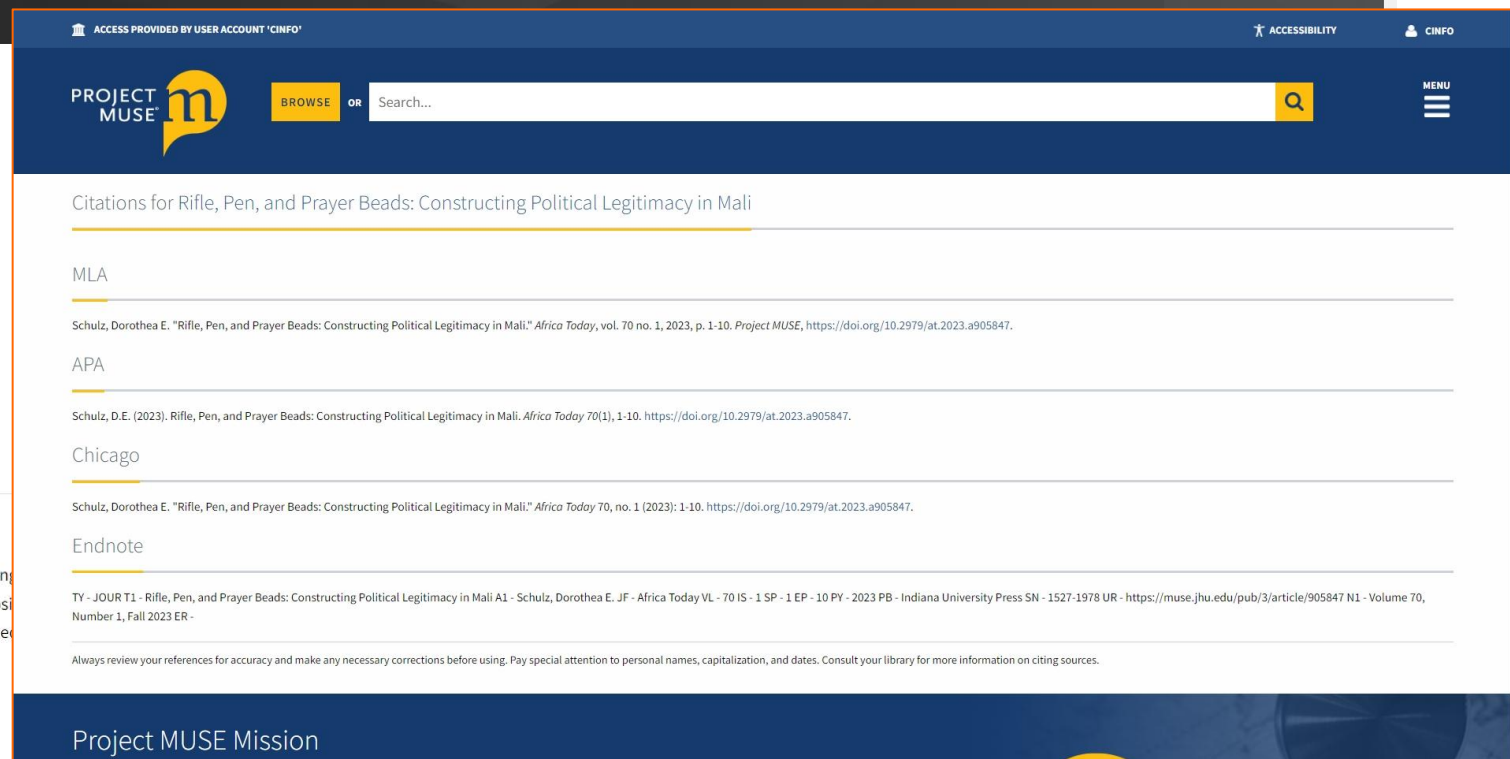 ACCESS PROVIDED BY USER ACCOUNT 'CINFO'
ACCESSIBILITY
CINFO
PROJECT
MUSE®
BROWSE OR Search...
MENU
Citations for Rifle, Pen, and Prayer Beads: Constructing Political Legitimacy in Mali
MLA
Schulz, Dorothea E. "Rifle, Pen, and Prayer Beads: Constructing Political Legitimacy in Mali." Africa Today, vol. 70 no. 1, 2023, p. 1-10. Project MUSE, https://doi.org/10.2979/at.2023.a905847.
APA
Schulz, D.E. (2023). Rifle, Pen, and Prayer Beads: Constructing Political Legitimacy in Mali. Africa Today 70(1), 1-10. https://doi.org/10.2979/at.2023.a905847.
Chicago
Schulz, Dorothea E. "Rifle, Pen, and Prayer Beads: Constructing Political Legitimacy in Mali." Africa Today 70, no. 1 (2023): 1-10. https://doi.org/10.2979/at.2023.a905847.
Endnote
TY - JOUR T1 - Rifle, Pen, and Prayer Beads: Constructing Political Legitimacy in Mali A1 - Schulz, Dorothea E. JF - Africa Today VL - 70 IS - 1 SP - 1 EP - 10 PY - 2023 PB - Indiana University Press SN - 1527-1978 UR - https://muse.jhu.edu/pub/3/article/905847 N1 - Volume 70,
Number 1, Fall 2023 ER -
Always review your references for accuracy and make any necessary corrections before using. Pay special attention to personal names, capitalization, and dates. Consult your library for more information on citing sources.
Project MUSE Mission